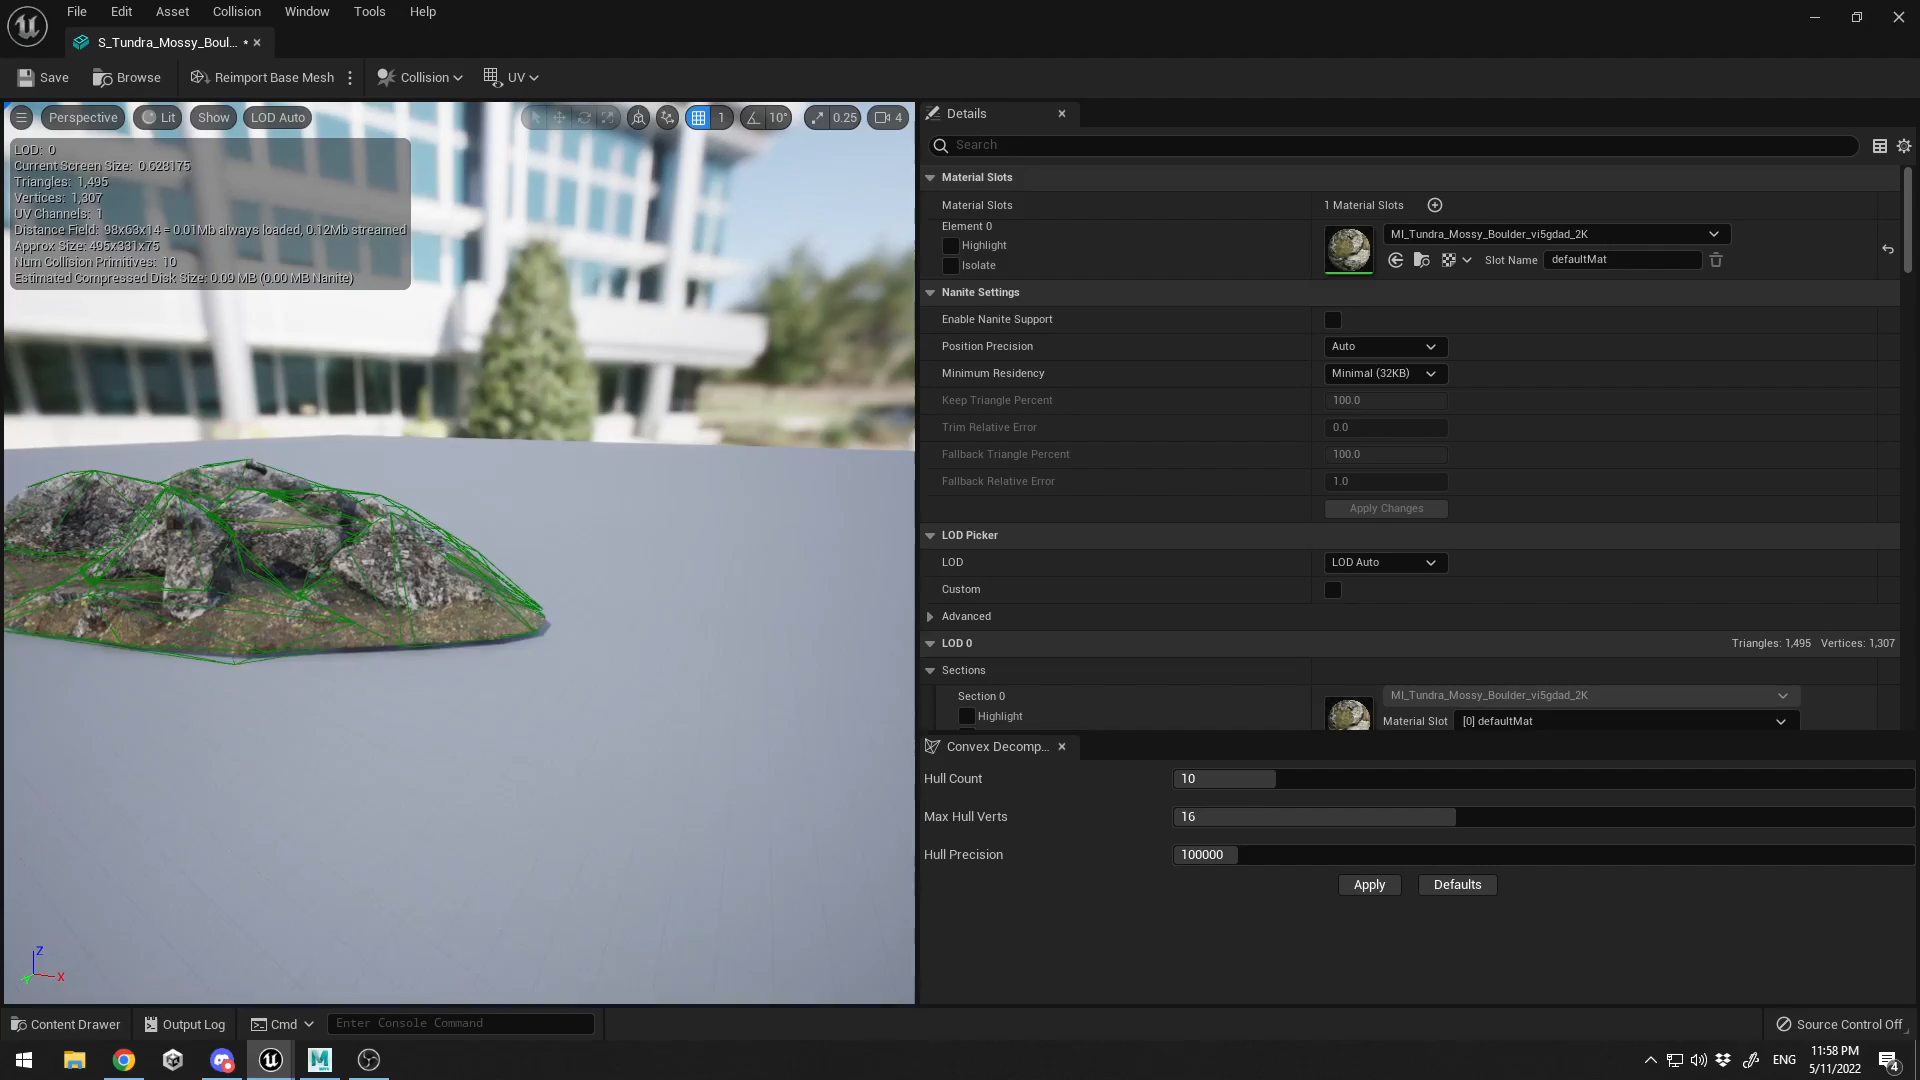 File Edit Asset Collision Window Tools Help
S_Tundra_Mossy_Boul... •
Save Browse Reimport Base Mesh Collision UV
Perspective Lit Show LOD Auto 1 10° 0.25 4
LOD: 0
Current Screen Size: 0.628175
Triangles: 1,495
Vertices: 1,307
UV Channels: 1
Distance Field: 98x63x14 = 0.01Mb always loaded, 0.12Mb streamed
Approx Size: 495x331x75
Num Collision Primitives: 10
Estimated Compressed Disk Size: 0.09 MB (0.00 MB Nanite)
Z
X
Details
Search
Material Slots
Material Slots 1 Material Slots
Element 0
Highlight
Isolate
MI_Tundra_Mossy_Boulder_vi5gdad_2K
Slot Name defaultMat
Nanite Settings
Enable Nanite Support
Position Precision Auto
Minimum Residency Minimal (32KB)
Keep Triangle Percent 100.0
Trim Relative Error 0.0
Fallback Triangle Percent 100.0
Fallback Relative Error 1.0
Apply Changes
LOD Picker
LOD LOD Auto
Custom
Advanced
LOD 0 Triangles: 1,495 Vertices: 1,307
Sections
Section 0 MI_Tundra_Mossy_Boulder_vi5gdad_2K
Highlight Material Slot [0] defaultMat
Convex Decomp...
Hull Count 10
Max Hull Verts 16
Hull Precision 100000
Apply Defaults
Content Drawer Output Log Cmd Enter Console Command Source Control Off
ENG 11:58 PM
5/11/2022
4